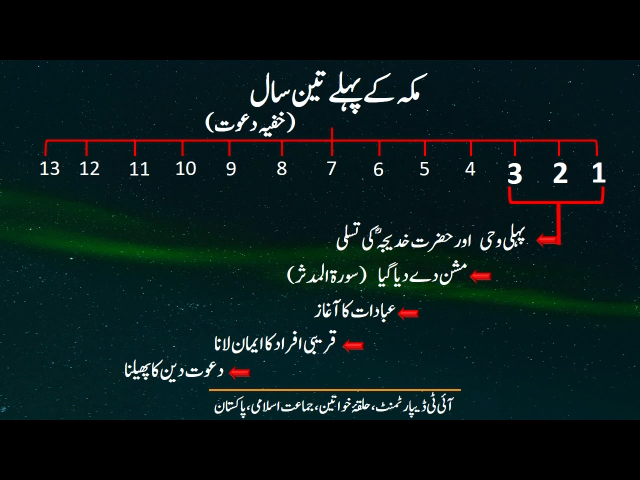 مکہ کے پہلے تین سال
(خفیہ دعوت)
1 2 3 4 5 6 7 8 9 10 11 12 13
پہلی وحی اور حضرت خدیجہؓ کی تسلی
مشن دے دیا گیا (سورۃ المدثر)
عبادات کا آغاز
قریبی افراد کا ایمان لانا
دعوت دین کا پھیلنا
آئی ٹی ڈیپارٹمنٹ، حلقۂ خواتین، جماعت اسلامی، پاکستان